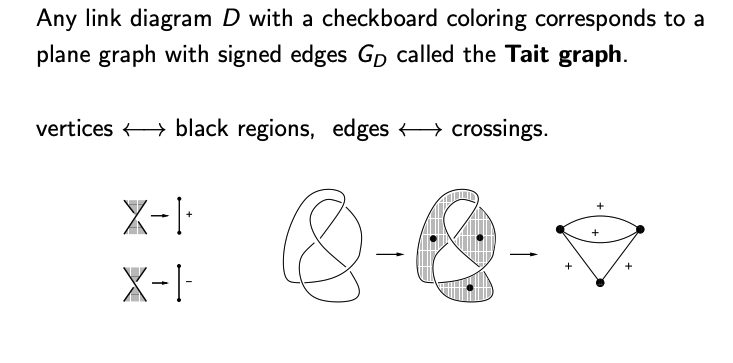 Any link diagram D with a checkboard coloring corresponds to a
plane graph with signed edges G_D called the Tait graph.
vertices ⟷ black regions, edges ⟷ crossings.
+
−
+
+
+ +